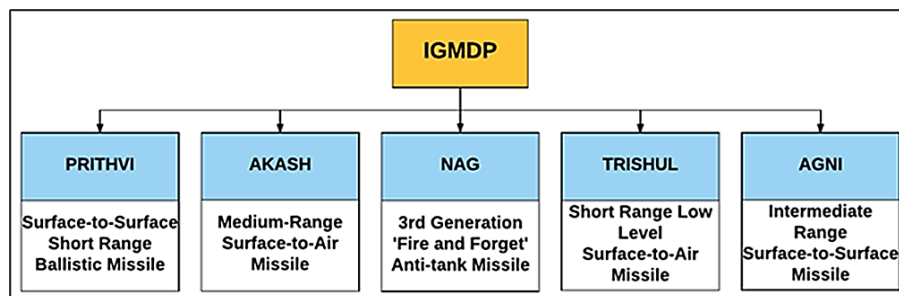 IGMDP
PRITHVI
Surface-to-Surface
Short Range
Ballistic Missile
AKASH
Medium-Range
Surface-to-Air
Missile
NAG
3rd Generation
'Fire and Forget'
Anti-tank Missile
TRISHUL
Short Range Low
Level
Surface-to-Air
Missile
AGNI
Intermediate
Range
Surface-to-Surface
Missile